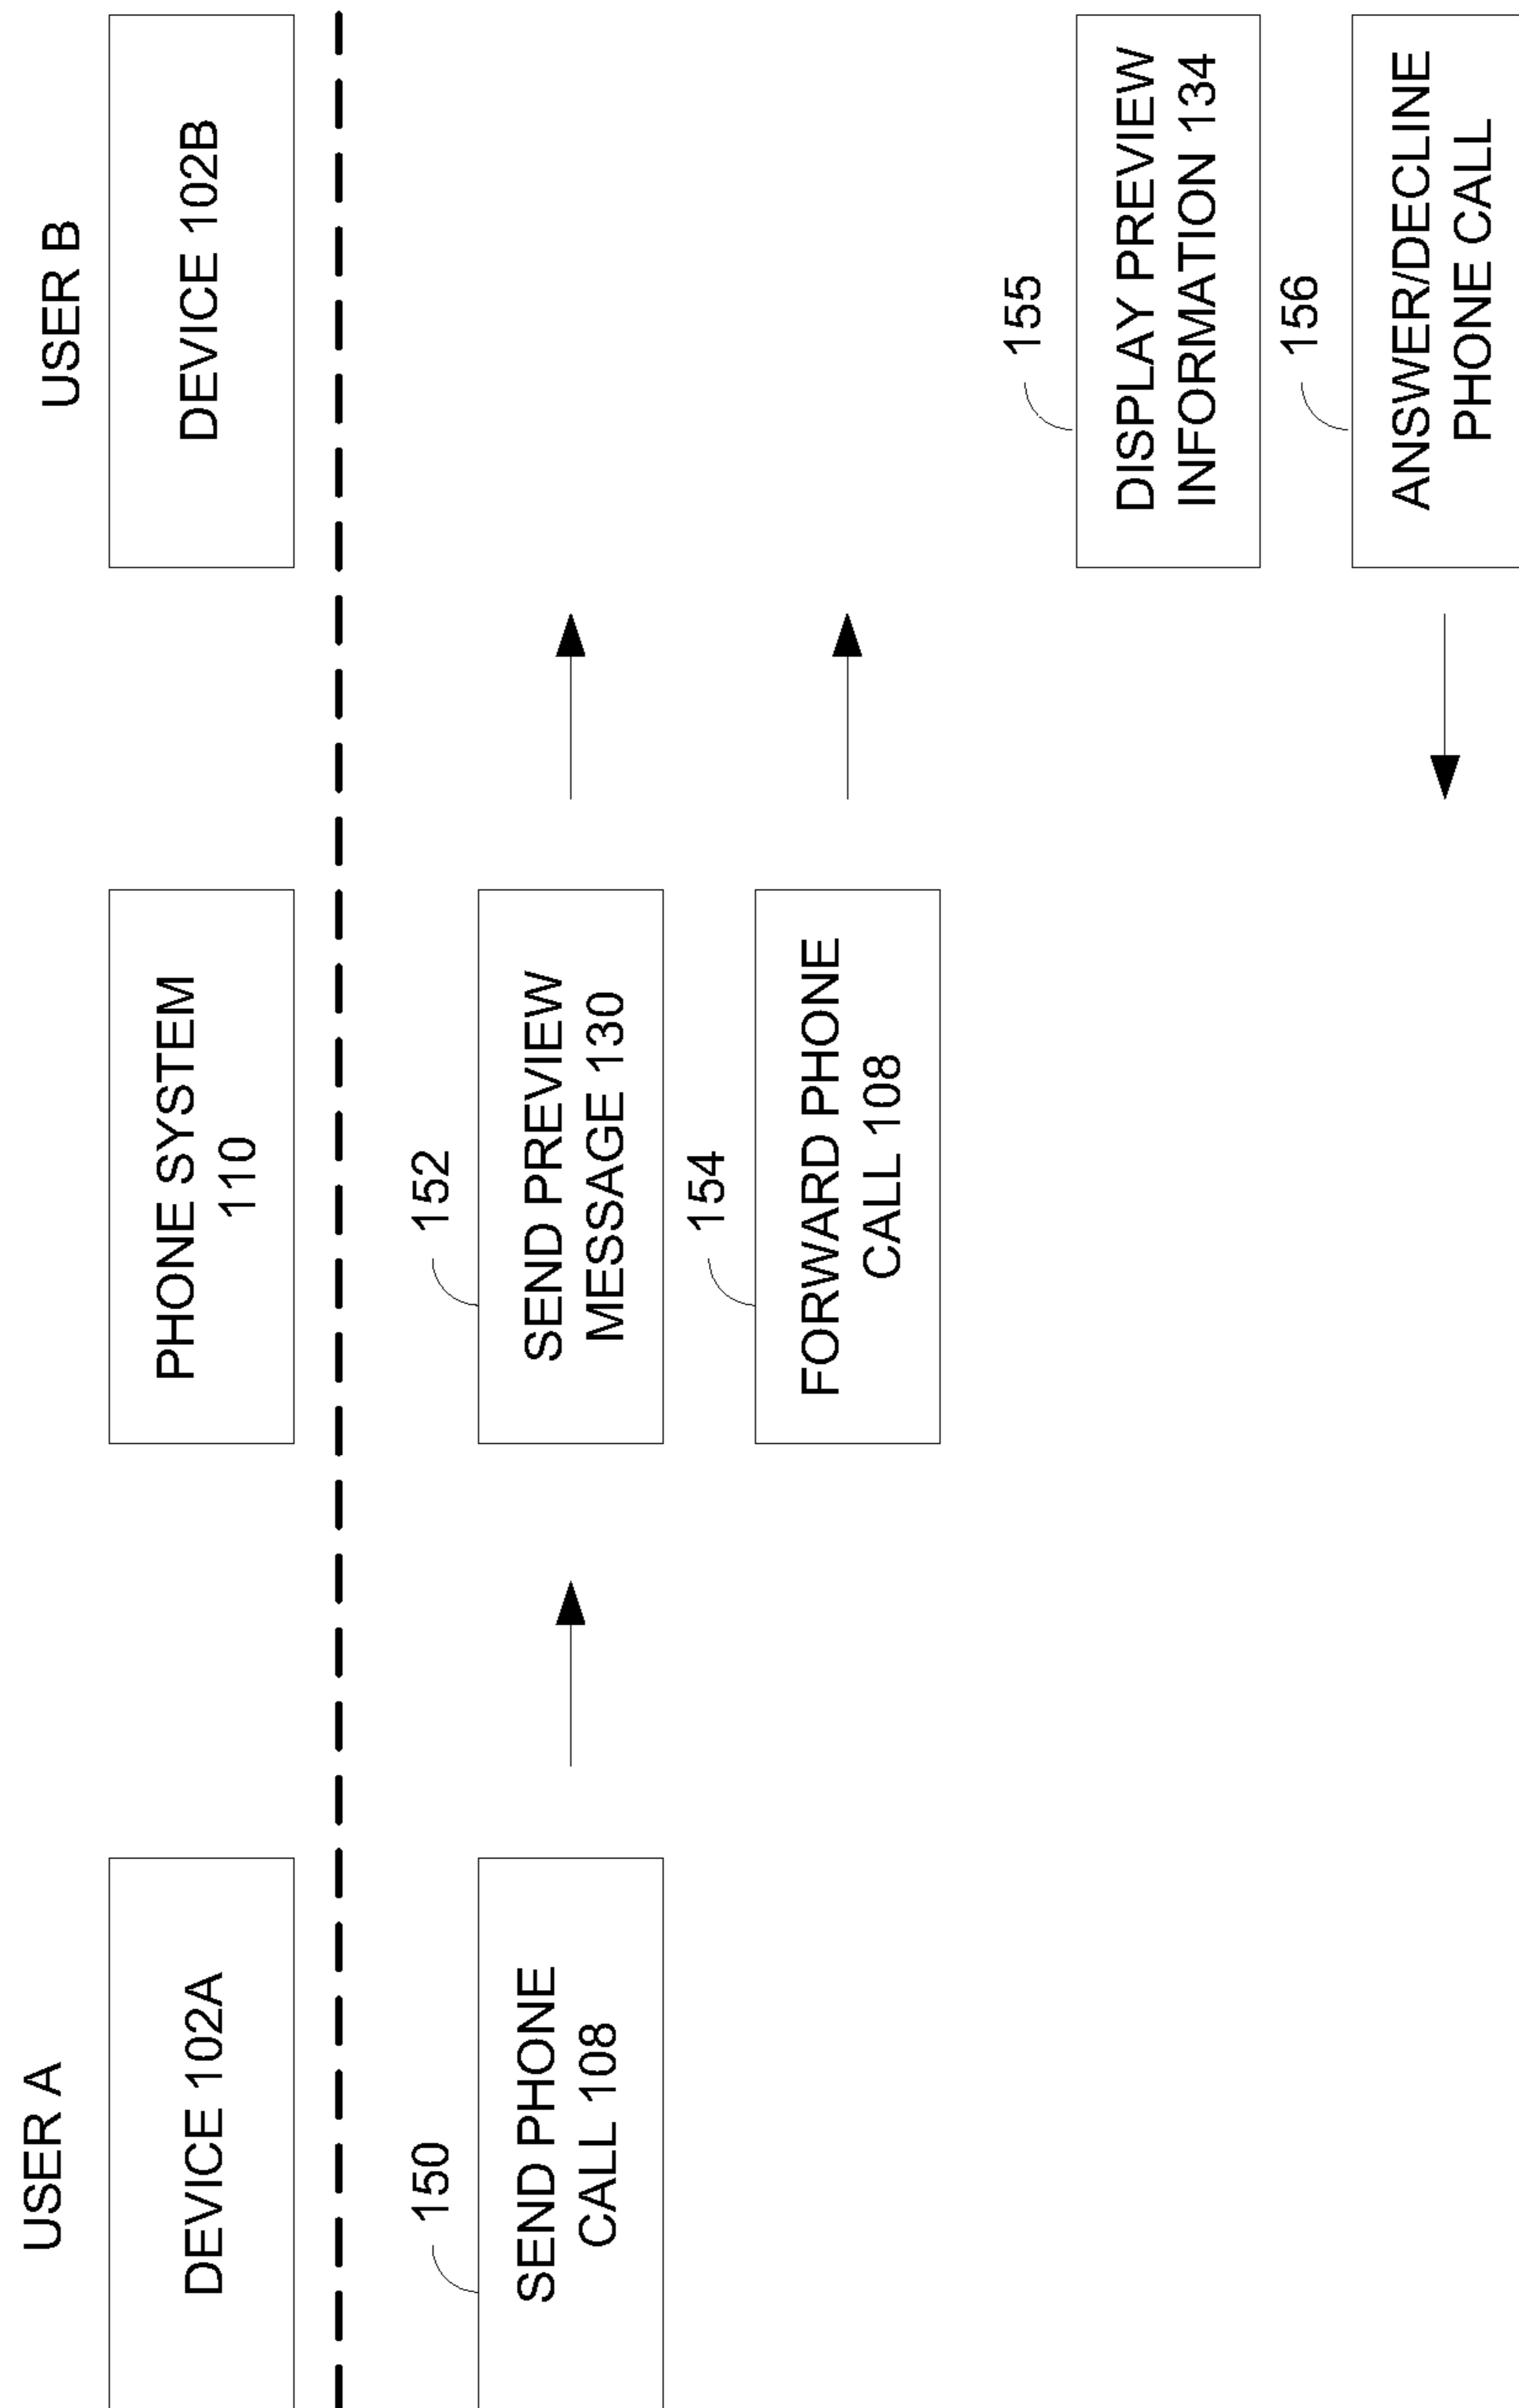 USER A
USER B
DEVICE 102A
PHONE SYSTEM
110
DEVICE 102B
150
SEND PHONE
CALL 108
152
SEND PREVIEW
MESSAGE 130
154
FORWARD PHONE
CALL 108
155
DISPLAY PREVIEW
INFORMATION 134
156
ANSWER/DECLINE
PHONE CALL